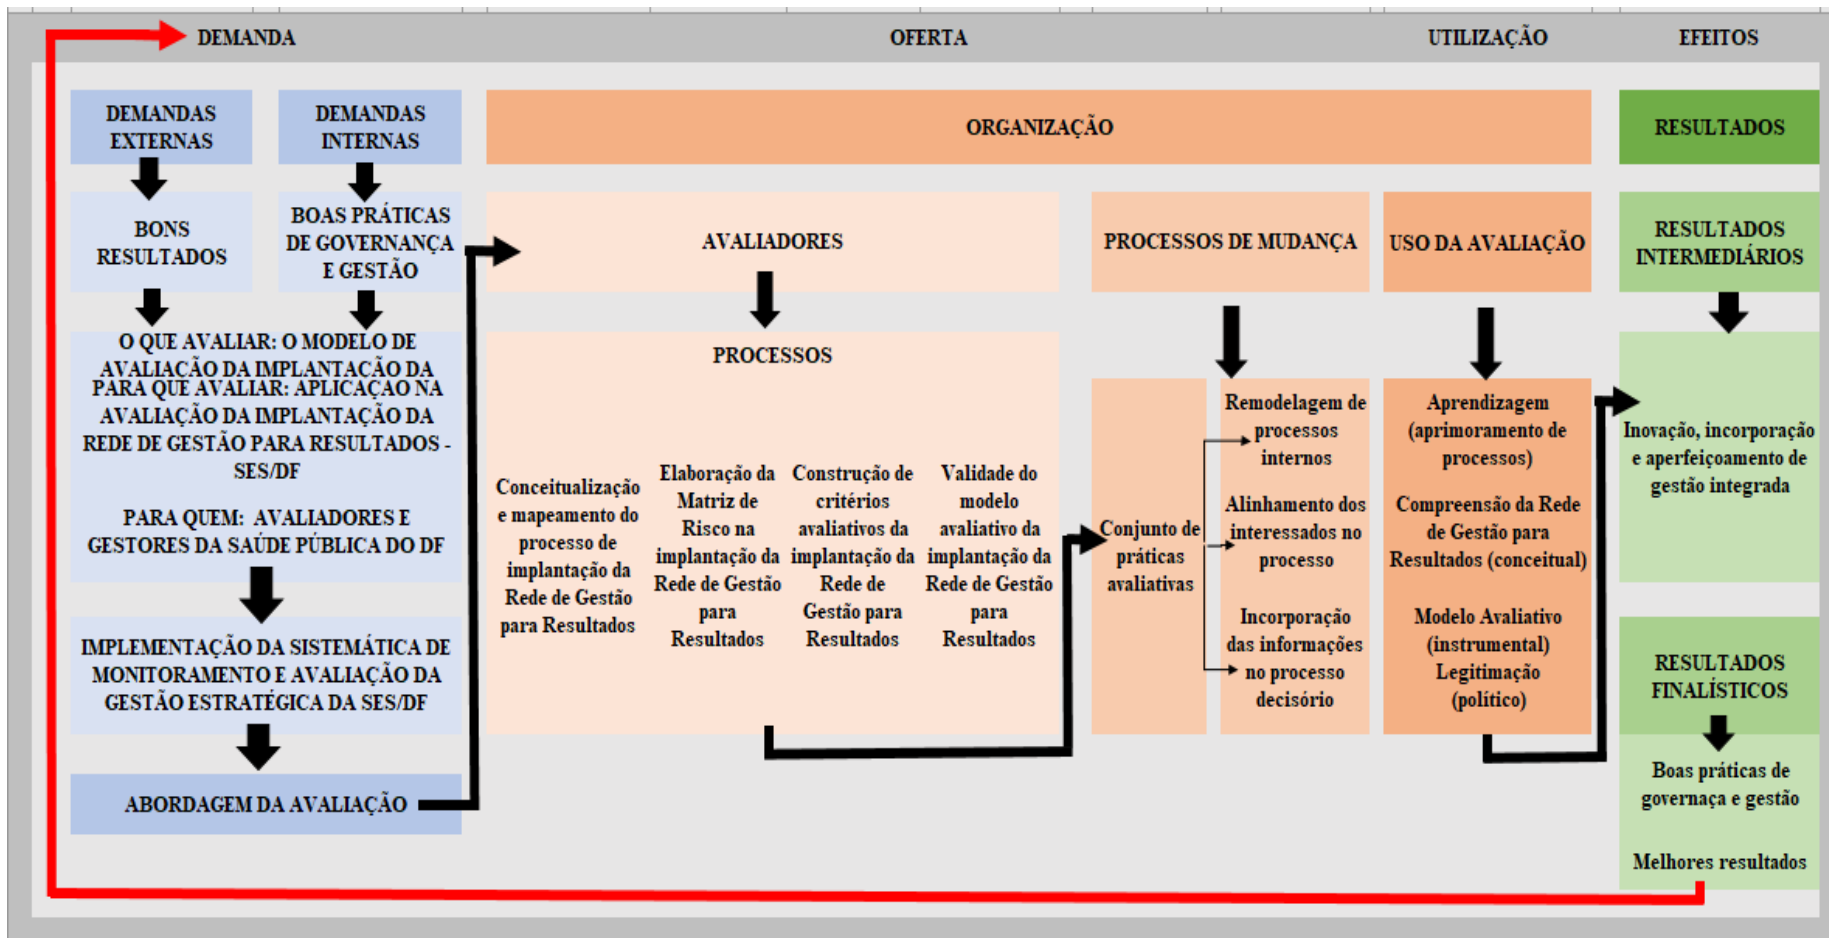 DEMANDA
OFERTA
UTILIZAÇÃO
EFEITOS
DEMANDAS
EXTERNAS
DEMANDAS
INTERNAS
ORGANIZAÇÃO
RESULTADOS
BONS
RESULTADOS
BOAS PRÁTICAS
DE GOVERNANÇA
E GESTÃO
AVALIADORES
PROCESSOS DE MUDANÇA
USO DA AVALIAÇÃO
RESULTADOS
INTERMEDIÁRIOS
O QUE AVALIAR: O MODELO DE
AVALIAÇÃO DA IMPLANTAÇÃO DA
PARA QUE AVALIAR: APLICAÇAO NA
AVALIAÇÃO DA IMPLANTAÇÃO DA
REDE DE GESTÃO PARA RESULTADOS -
SES/DF
PARA QUEM: AVALIADORES E
GESTORES DA SAÚDE PÚBLICA DO DF
IMPLEMENTAÇÃO DA SISTEMÁTICA DE
MONITORAMENTO E AVALIAÇÃO DA
GESTÃO ESTRATÉGICA DA SES/DF
ABORDAGEM DA AVALIAÇÃO
PROCESSOS
Conceitualização
e mapeamento do
processo de
implantação da
Rede de Gestão
para Resultados
Elaboração da
Matriz de
Risco na
implantação da
Rede de Gestão
para
Resultados
Construção de
critérios
avaliativos da
implantação da
Rede de
Gestão para
Resultados
Validade do
modelo
avaliativo da
implantação da
Rede de Gestão
para
Resultados
Conjunto de
práticas
avaliativas
Remodelagem de
processos
internos
Alinhamento dos
interessados no
processo
Incorporação
das informações
no processo
decisório
Aprendizagem
(aprimoramento de
processos)
Compreensão da Rede
de Gestão para
Resultados (conceitual)
Modelo Avaliativo
(instrumental)
Legitimação
(político)
Inovação, incorporação
e aperfeiçoamento de
gestão integrada
RESULTADOS
FINALÍSTICOS
Boas práticas de
governaça e gestão
Melhores resultados